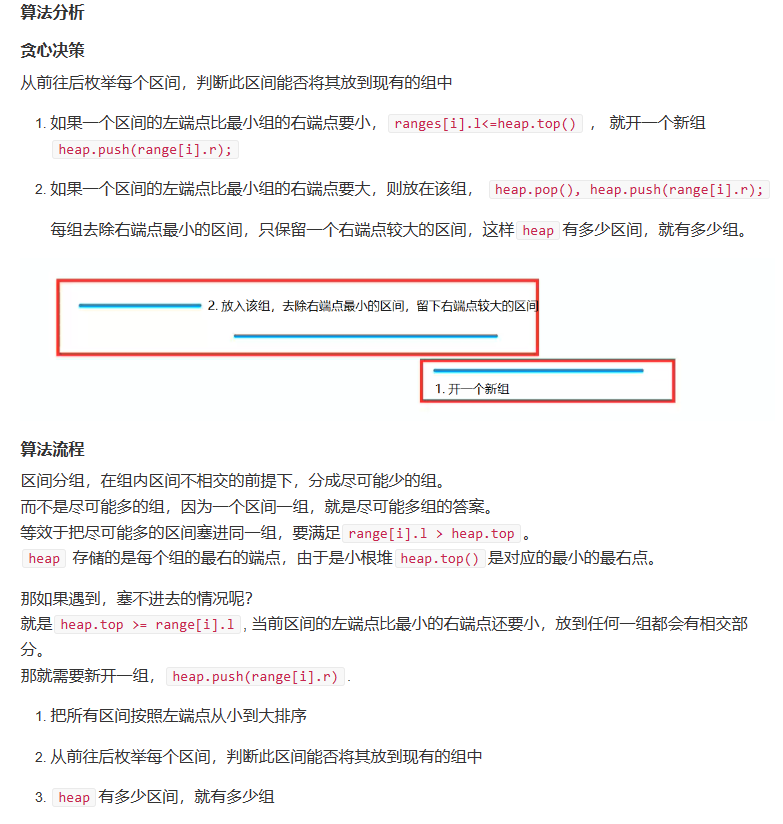 算法分析
贪心决策
从前往后枚举每个区间，判断此区间能否将其放到现有的组中
1. 如果一个区间的左端点比最小组的右端点要小， ranges[i].l<=heap.top() ， 就开一个新组
heap.push(range[i].r);
2. 如果一个区间的左端点比最小组的右端点要大，则放在该组， heap.pop(), heap.push(range[i].r);
每组去除右端点最小的区间，只保留一个右端点较大的区间，这样 heap 有多少区间，就有多少组。
2. 放入该组，去除右端点最小的区间，留下右端点较大的区间
1. 开一个新组
算法流程
区间分组，在组内区间不相交的前提下，分成尽可能少的组。
而不是尽可能多的组，因为一个区间一组，就是尽可能多组的答案。
等效于把尽可能多的区间塞进同一组，要满足 range[i].l > heap.top 。
heap 存储的是每个组的最右的端点，由于是小根堆 heap.top() 是对应的最小的最右点。
那如果遇到，塞不进去的情况呢？
就是 heap.top >= range[i].l , 当前区间的左端点比最小的右端点还要小，放到任何一组都会有相交部
分。
那就需要新开一组， heap.push(range[i].r) .
1. 把所有区间按照左端点从小到大排序
2. 从前往后枚举每个区间，判断此区间能否将其放到现有的组中
3. heap 有多少区间，就有多少组